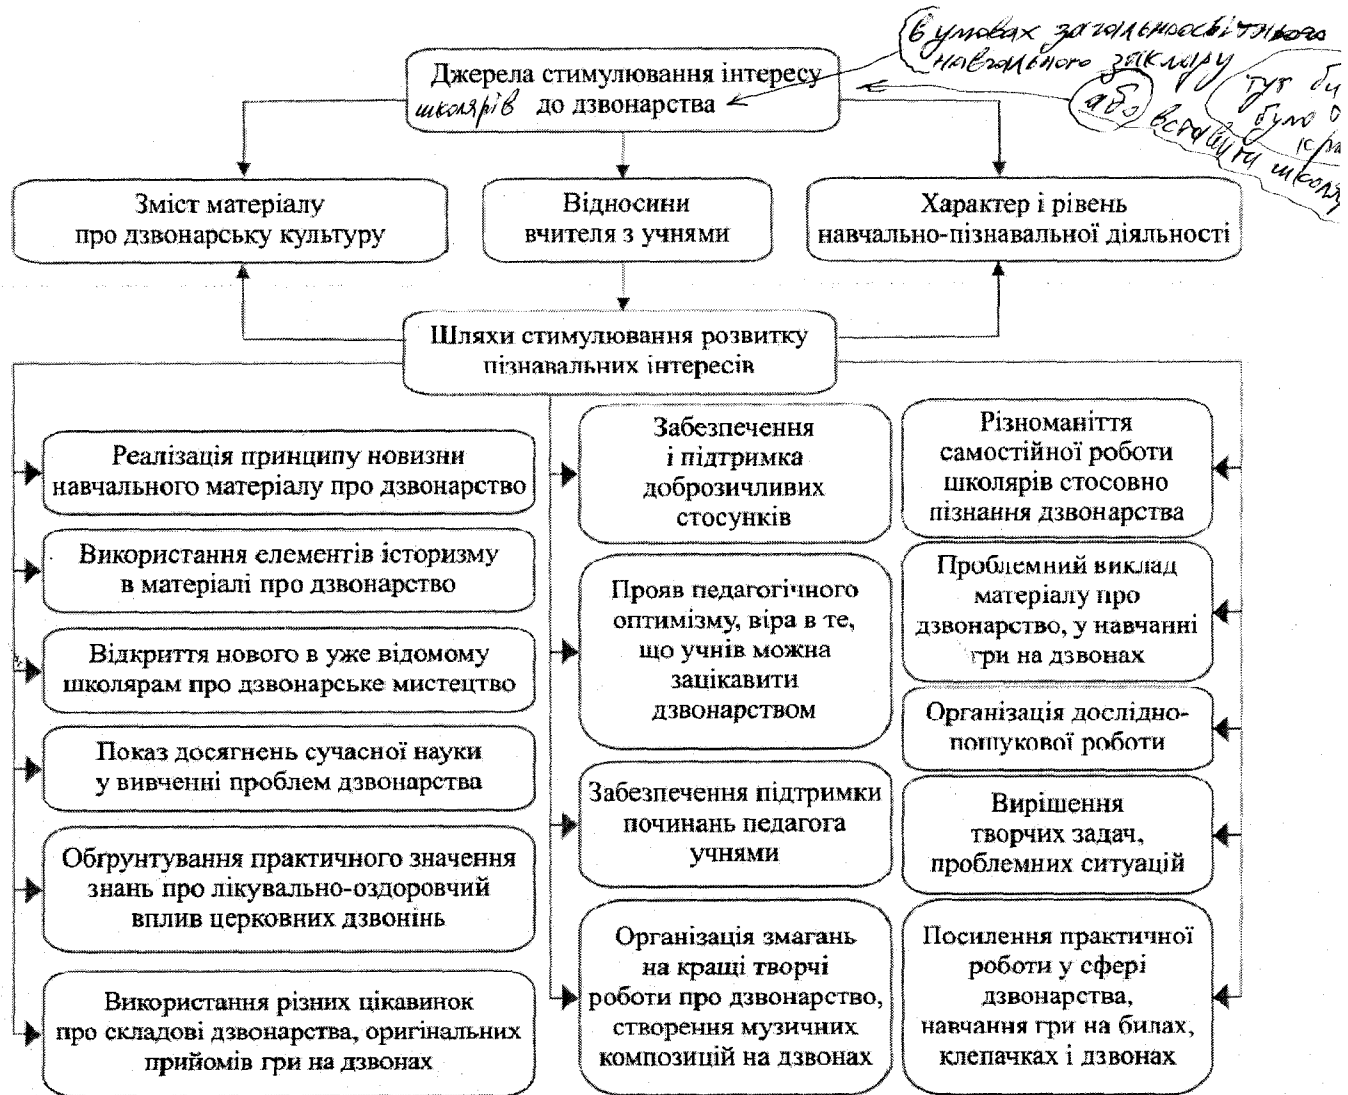 в умовах загальноосвітнього
навчального закладу
тут
було
або вставити
Джерела стимулювання інтересу
школярів до дзвонарства
Зміст матеріалу
про дзвонарську культуру
Відносини
вчителя з учнями
Характер і рівень
навчально-пізнавальної діяльності
Шляхи стимулювання розвитку
пізнавальних інтересів
Реалізація принципу новизни
навчального матеріалу про дзвонарство
Використання елементів історизму
в матеріалі про дзвонарство
Відкриття нового в уже відомому
школярам про дзвонарське мистецтво
Показ досягнень сучасної науки
у вивченні проблем дзвонарства
Обґрунтування практичного значення
знань про лікувально-оздоровчий
вплив церковних дзвонінь
Використання різних цікавинок
про складові дзвонарства, оригінальних
прийомів гри на дзвонах
Забезпечення
і підтримка
доброзичливих
стосунків
Прояв педагогічного
оптимізму, віра в те,
що учнів можна
зацікавити
дзвонарством
Забезпечення підтримки
починань педагога
учнями
Організація змагань
на кращі творчі
роботи про дзвонарство,
створення музичних
композицій на дзвонах
Різноманіття
самостійної роботи
школярів стосовно
пізнання дзвонарства
Проблемний виклад
матеріалу про
дзвонарство, у навчанні
гри на дзвонах
Організація дослідно-
пошукової роботи
Вирішення
творчих задач,
проблемних ситуацій
Посилення практичної
роботи у сфері
дзвонарства,
навчання гри на билах,
клепачках і дзвонах